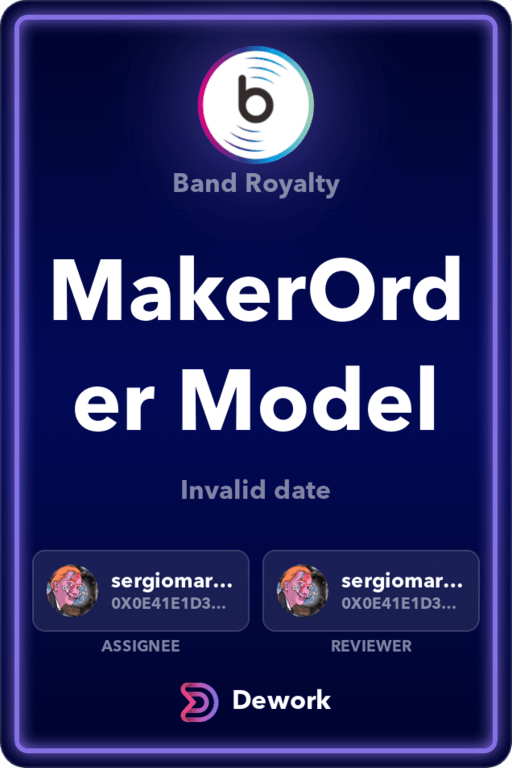 b
Band Royalty
MakerOrd
er Model
Invalid date
sergiomar... sergiomar...
0X0E41E1D3... 0X0E41E1D3...
ASSIGNEE REVIEWER
Dework